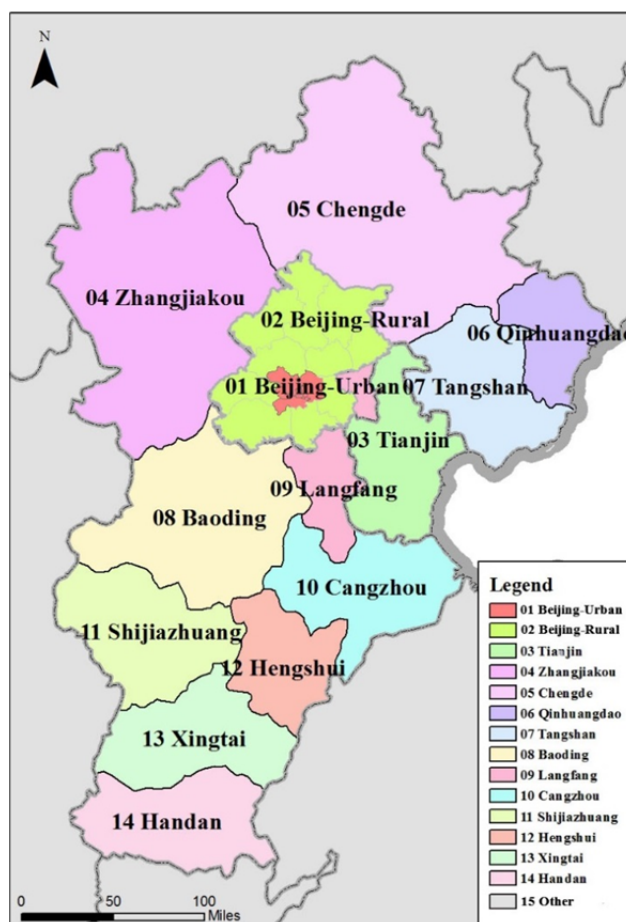 N
05 Chengde
04 Zhangjiakou
02 Beijing-Rural
06 Qinhuangdao
01 Beijing-Urban
07 Tangshan
03 Tianjin
09 Langfang
08 Baoding
10 Cangzhou
11 Shijiazhuang
12 Hengshui
13 Xingtai
14 Handan
0 50 100
Miles
Legend
01 Beijing-Urban
02 Beijing-Rural
03 Tianjin
04 Zhangjiakou
05 Chengde
06 Qinhuangdao
07 Tangshan
08 Baoding
09 Langfang
10 Cangzhou
11 Shijiazhuang
12 Hengshui
13 Xingtai
14 Handan
15 Other